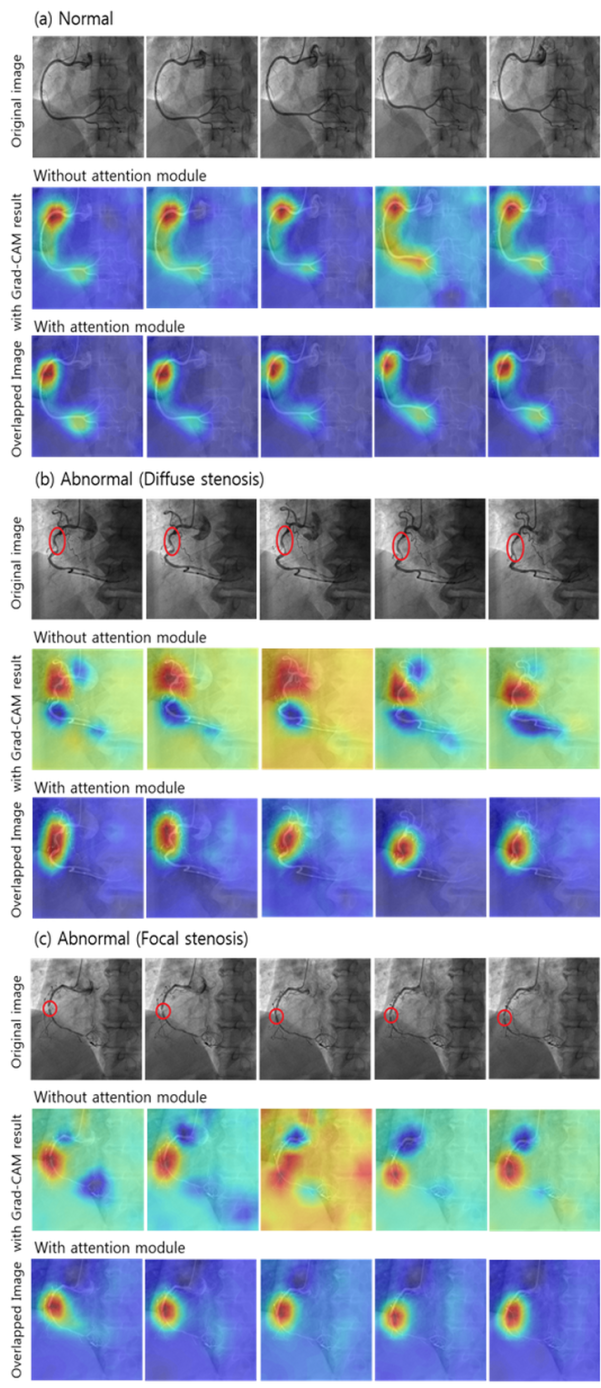 (a) Normal
Original image
Without attention module
Overlapped Image with Grad-CAM result
With attention module
(b) Abnormal (Diffuse stenosis)
Original image
Without attention module
Overlapped Image with Grad-CAM result
With attention module
(c) Abnormal (Focal stenosis)
Original image
Without attention module
Overlapped Image with Grad-CAM result
With attention module